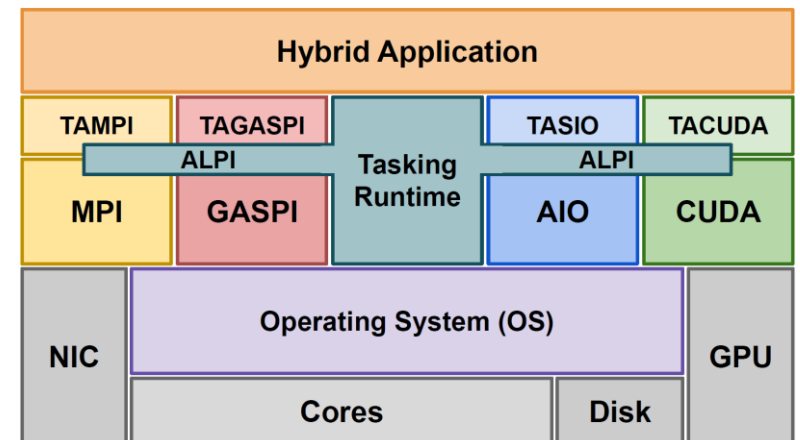 Hybrid Application
TAMPI
TAGASPI
TASIO
TACUDA
ALPI
Tasking
Runtime
ALPI
MPI
GASPI
AIO
CUDA
NIC
Operating System (OS)
GPU
Cores
Disk